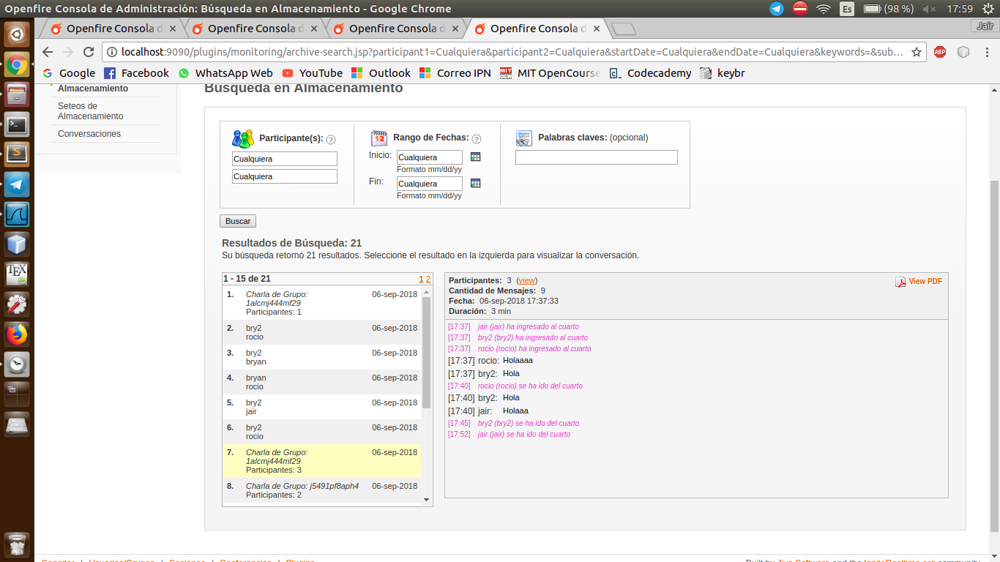 Openfire Consola de Administración: Búsqueda en Almacenamiento - Google Chrome
Es (98 %) 17:59
Openfire Consola d
Openfire Consola d
Openfire Consola d
Openfire Consola d
Jair
localhost:9090/plugins/monitoring/archive-search.jsp?participant1=Cualquiera&participant2=Cualquiera&startDate=Cualquiera&endDate=Cualquiera&keywords=&sub...
ABP
Google Facebook WhatsApp Web YouTube Outlook Correo IPN MIT OpenCourse Codecademy keybr
Almacenamiento
Seteos de
Almacenamiento
Conversaciones
Búsqueda en Almacenamiento
Participante(s): ?
Cualquiera
Cualquiera
12
Rango de Fechas: ?
Inicio: Cualquiera
Formato mm/dd/yy
Fin: Cualquiera
Formato mm/dd/yy
Palabras claves: (opcional)
Buscar
Resultados de Búsqueda: 21
Su búsqueda retornó 21 resultados. Seleccione el resultado en la izquierda para visualizar la conversación.
1 - 15 de 21 1 2
1. Charla de Grupo: 06-sep-2018
1alcmj444mf29
Participantes: 1
2. bry2 06-sep-2018
rocio
3. bry2 06-sep-2018
bryan
4. bryan 06-sep-2018
rocio
5. bry2 06-sep-2018
jair
6. bry2 06-sep-2018
rocio
7. Charla de Grupo: 06-sep-2018
1alcmj444mf29
Participantes: 3
8. Charla de Grupo: j5491pf8aph4 06-sep-2018
Participantes: 2
Participantes: 3 (view)
View PDF
Cantidad de Mensajes: 9
Fecha: 06-sep-2018 17:37:33
Duración: 3 min
[17:37] jair (jair) ha ingresado al cuarto
[17:37] bry2 (bry2) ha ingresado al cuarto
[17:37] rocio (rocio) ha ingresado al cuarto
[17:37] rocio: Holaaaa
[17:37] bry2: Hola
[17:40] rocio (rocio) se ha ido del cuarto
[17:40] bry2: Hola
[17:40] jair: Holaaa
[17:45] bry2 (bry2) se ha ido del cuarto
[17:52] jair (jair) se ha ido del cuarto
Servidor | Usuarios/Grupos | Sesiones | Conferencias | Plugins
Built by Jive Software and the IgniteRealtime.org community